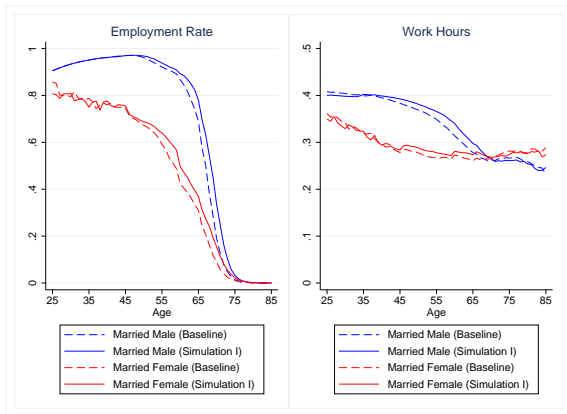 Employment Rate
1
.8
.6
.4
.2
0
25 35 45 55 65 75 85
Age
Married Male (Baseline)
Married Male (Simulation I)
Married Female (Baseline)
Married Female (Simulation I)
Work Hours
.5
.4
.3
.2
.1
0
25 35 45 55 65 75 85
Age
Married Male (Baseline)
Married Male (Simulation I)
Married Female (Baseline)
Married Female (Simulation I)